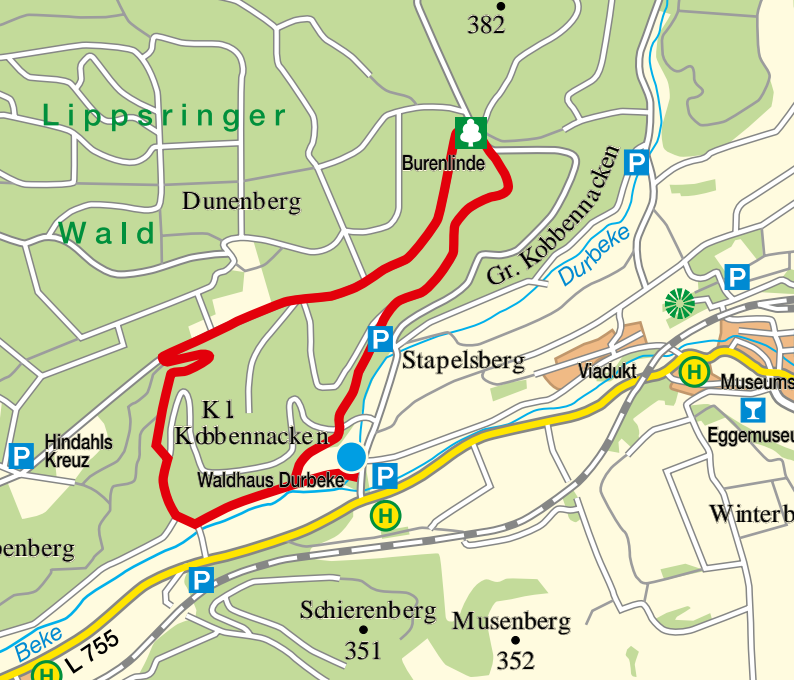 382
P
Lippsringer
Burenlinde
P
Dunenberg
Wald
Gr. Kobbennacken
Durbeke
P
P
Stapelsberg
Viadukt
H
Museums
K1
Kobbennacken
Hindahls
Kreuz
P
Eggemuseu
Waldhaus Durbeke
P
H
Winterb
enberg
P
Schierenberg
351
Musenberg
352
Beke
L 755
H